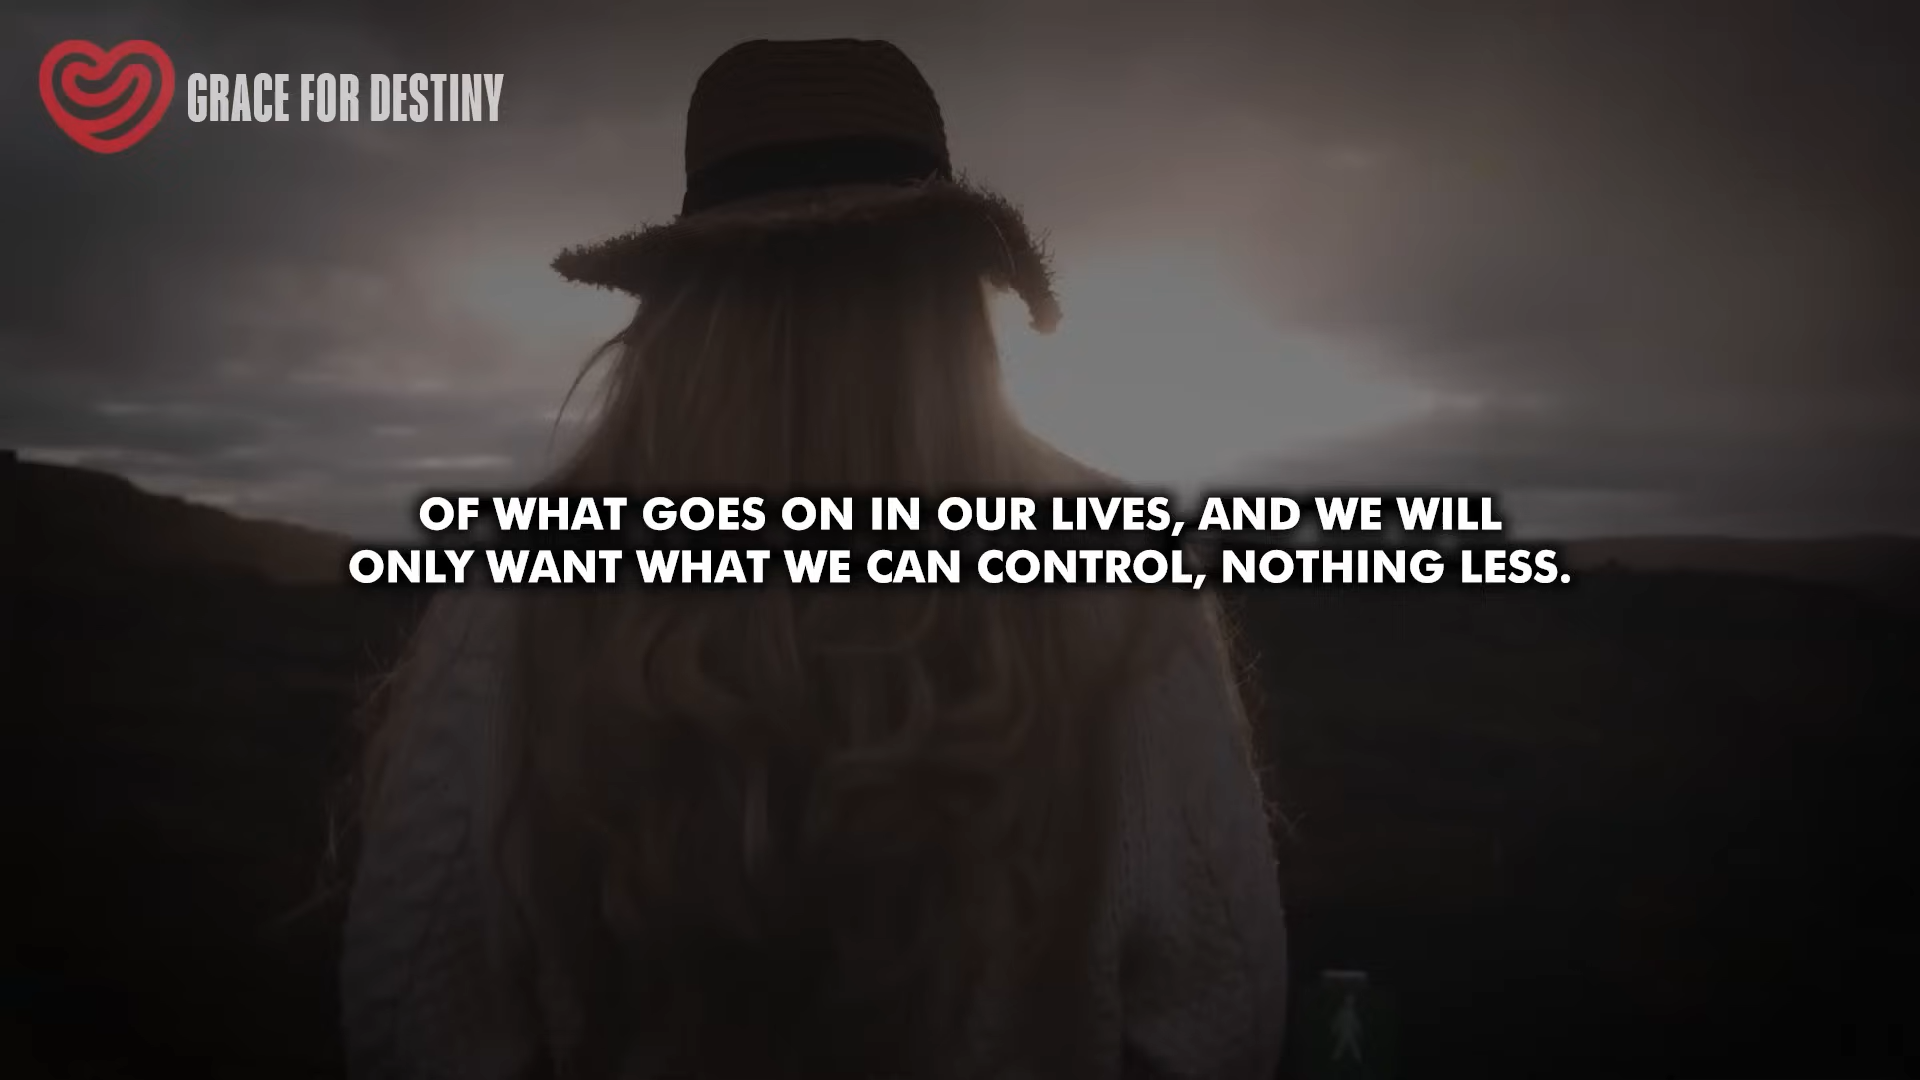 GRACE FOR DESTINY
OF WHAT GOES ON IN OUR LIVES, AND WE WILL
ONLY WANT WHAT WE CAN CONTROL, NOTHING LESS.